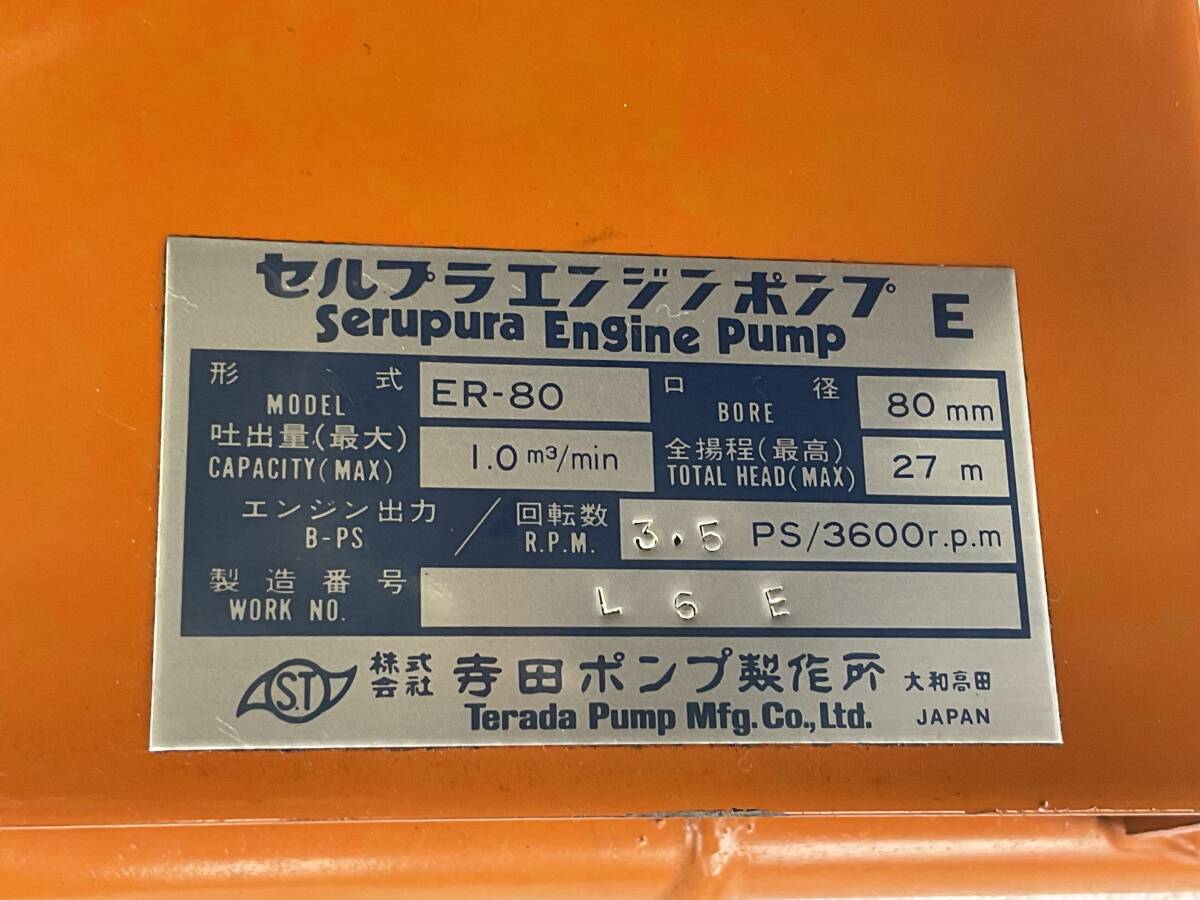 セルプラエンジンポンプ E
Serupura Engine Pump
形式 ER-80 口径 80 mm
MODEL BORE
吐出量(最大) 1.0 m³/min 全揚程(最高) 27 m
CAPACITY(MAX) TOTAL HEAD(MAX)
エンジン出力 / 回転数 3.5 PS/3600r.p.m
B-PS R.P.M.
製造番号 L6E
WORK NO.
S.T 株式会社 寺田ポンプ製作所 大和高田
Terada Pump Mfg.Co.,Ltd. JAPAN